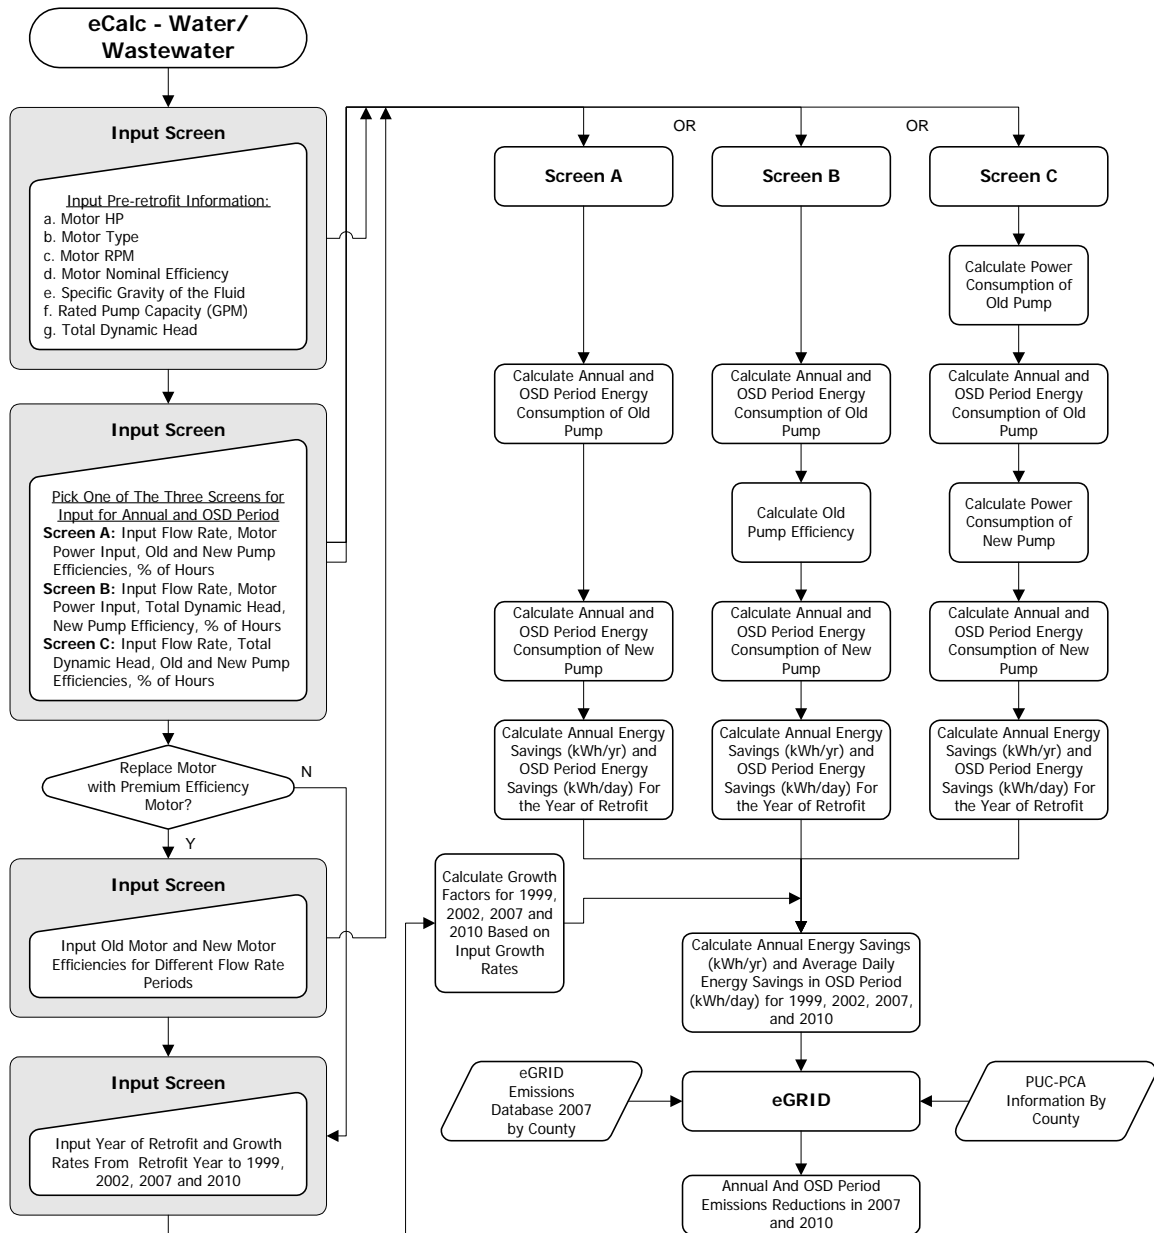 eCalc - Water/
Wastewater
Input Screen
Input Pre-retrofit Information:
a. Motor HP
b. Motor Type
c. Motor RPM
d. Motor Nominal Efficiency
e. Specific Gravity of the Fluid
f. Rated Pump Capacity (GPM)
g. Total Dynamic Head
Input Screen
Pick One of The Three Screens for
Input for Annual and OSD Period
Screen A: Input Flow Rate, Motor
Power Input, Old and New Pump
Efficiencies, % of Hours
Screen B: Input Flow Rate, Motor
Power Input, Total Dynamic Head,
New Pump Efficiency, % of Hours
Screen C: Input Flow Rate, Total
Dynamic Head, Old and New Pump
Efficiencies, % of Hours
Replace Motor
with Premium Efficiency
Motor?
N
Y
Input Screen
Input Old Motor and New Motor
Efficiencies for Different Flow Rate
Periods
Input Screen
Input Year of Retrofit and Growth
Rates From Retrofit Year to 1999,
2002, 2007 and 2010
OR
OR
Screen A
Calculate Annual and
OSD Period Energy
Consumption of Old
Pump
Calculate Annual and
OSD Period Energy
Consumption of New
Pump
Calculate Annual Energy
Savings (kWh/yr) and
OSD Period Energy
Savings (kWh/day) For
the Year of Retrofit
Screen B
Calculate Annual and
OSD Period Energy
Consumption of Old
Pump
Calculate Old
Pump Efficiency
Calculate Annual and
OSD Period Energy
Consumption of New
Pump
Calculate Annual Energy
Savings (kWh/yr) and
OSD Period Energy
Savings (kWh/day) For
the Year of Retrofit
Screen C
Calculate Power
Consumption of
Old Pump
Calculate Annual and
OSD Period Energy
Consumption of Old
Pump
Calculate Power
Consumption of
New Pump
Calculate Annual and
OSD Period Energy
Consumption of New
Pump
Calculate Annual Energy
Savings (kWh/yr) and
OSD Period Energy
Savings (kWh/day) For
the Year of Retrofit
Calculate Growth
Factors for 1999,
2002, 2007 and
2010 Based on
Input Growth
Rates
Calculate Annual Energy Savings
(kWh/yr) and Average Daily
Energy Savings in OSD Period
(kWh/day) for 1999, 2002, 2007,
and 2010
eGRID
Emissions
Database 2007
by County
eGRID
PUC-PCA
Information By
County
Annual And OSD Period
Emissions Reductions in 2007
and 2010